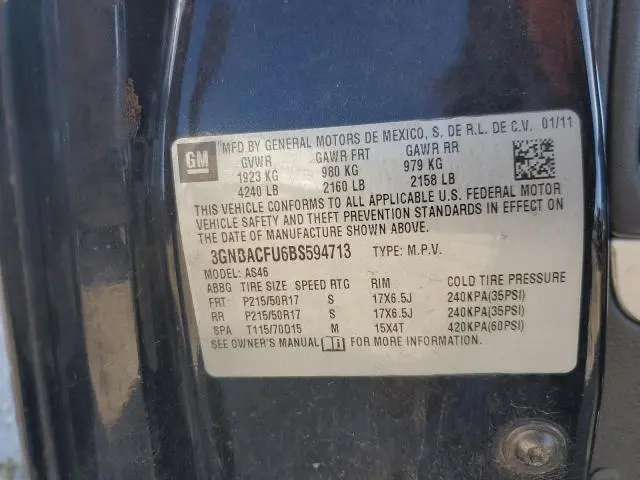 GM
MFD BY GENERAL MOTORS DE MEXICO, S. DE R.L. DE C.V. 01/11
GVWR GAWR FRT GAWR RR
1923 KG 980 KG 979 KG
4240 LB 2160 LB 2158 LB
THIS VEHICLE CONFORMS TO ALL APPLICABLE U.S. FEDERAL MOTOR
VEHICLE SAFETY AND THEFT PREVENTION STANDARDS IN EFFECT ON
THE DATE OF MANUFACTURE SHOWN ABOVE.
3GNBACFU6BS594713 TYPE: M.P.V.
MODEL: AS46
ABBG TIRE SIZE SPEED RTG RIM COLD TIRE PRESSURE
FRT P215/50R17 S 17X6.5J 240KPA(35PSI)
RR P215/50R17 S 17X6.5J 240KPA(35PSI)
SPA T115/70D15 M 15X4T 420KPA(60PSI)
SEE OWNER'S MANUAL FOR MORE INFORMATION.